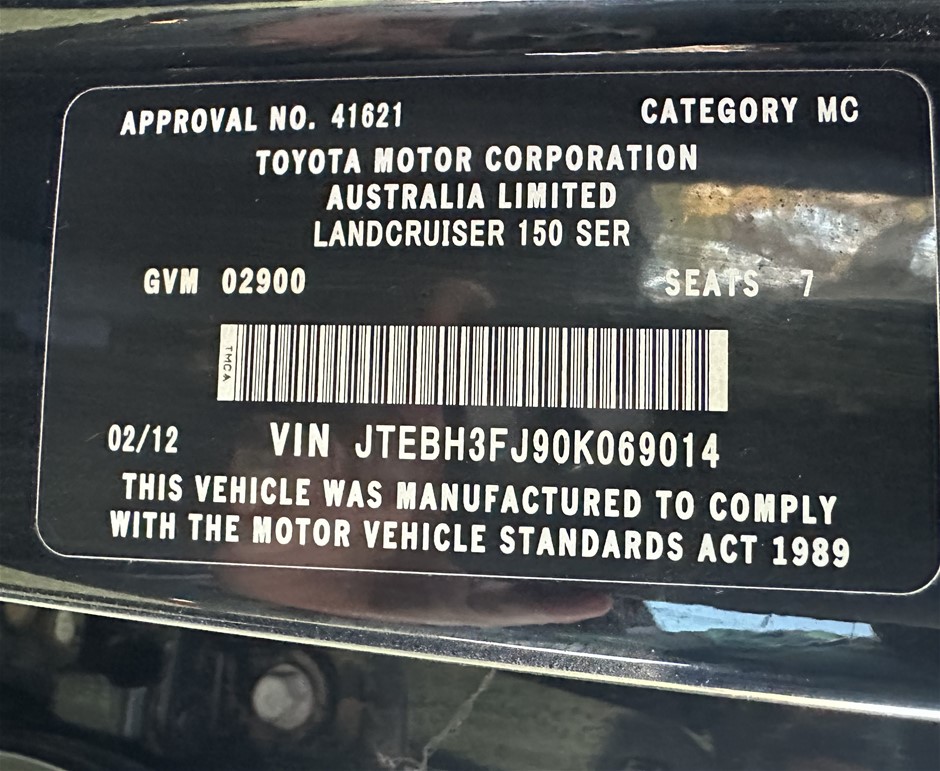 APPROVAL NO. 41621 CATEGORY MC
TOYOTA MOTOR CORPORATION
AUSTRALIA LIMITED
LANDCRUISER 150 SER
GVM 02900 SEATS 7
TMCA
02/12 VIN JTEBH3FJ90K069014
THIS VEHICLE WAS MANUFACTURED TO COMPLY
WITH THE MOTOR VEHICLE STANDARDS ACT 1989